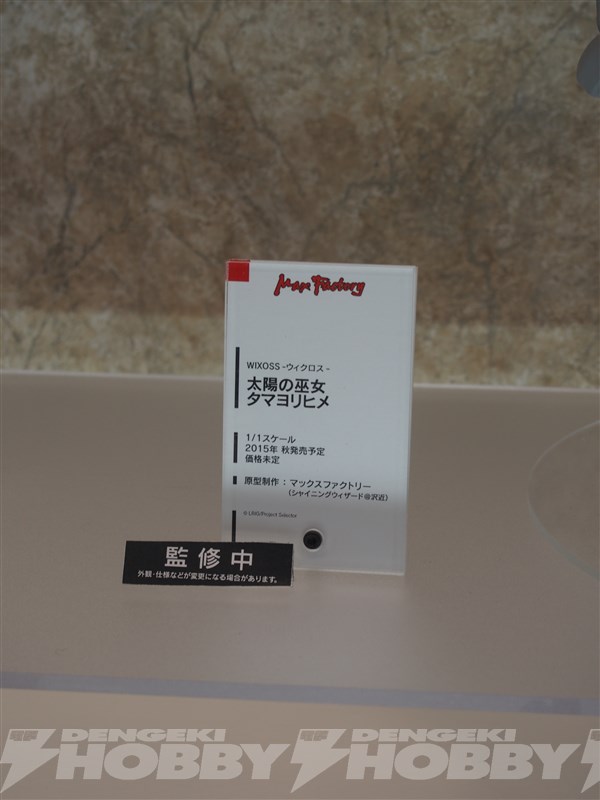 Max Factory
WIXOSS -ウィクロス-
太陽の巫女
タマヨリヒメ
1/1スケール
2015年 秋発売予定
価格未定
原型制作：マックスファクトリー
（シャイニングウィザード@沢近）
© LRIG/Project Selector
監修中
外観・仕様などが変更になる場合があります。
DENGEKI DENGEKI
HOBBY HOBBY